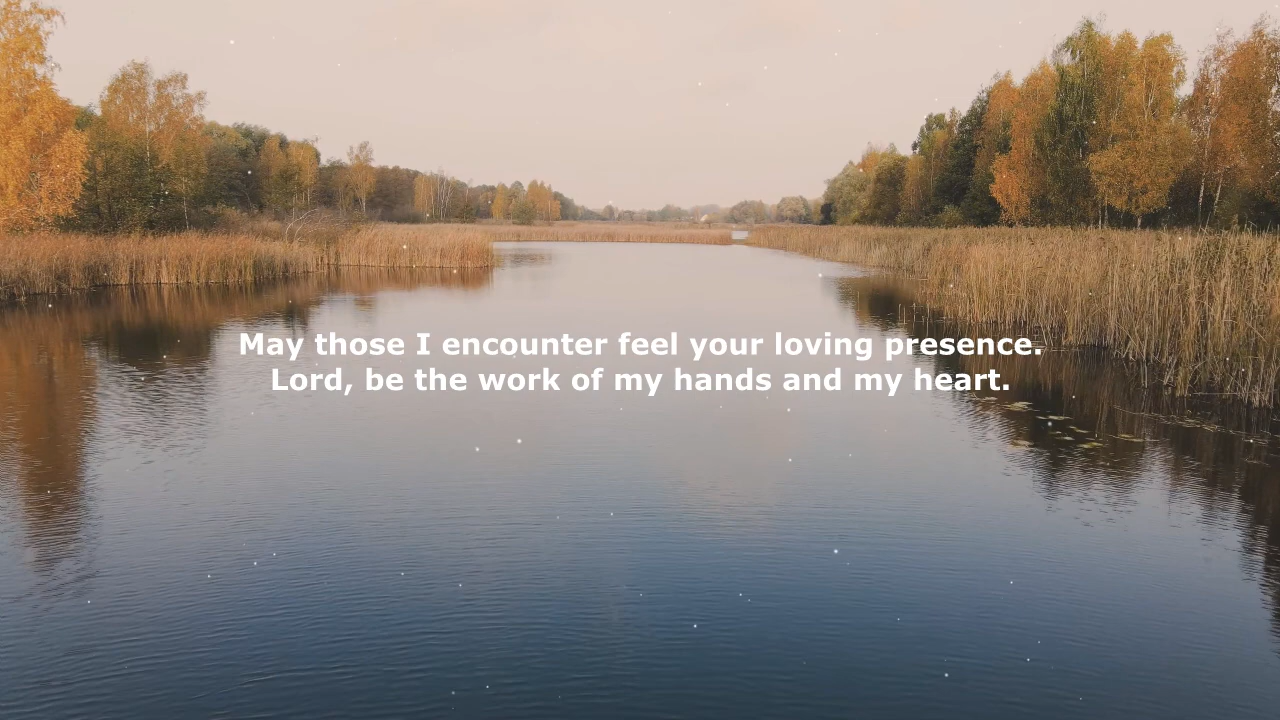 May those I encounter feel your loving presence.
Lord, be the work of my hands and my heart.